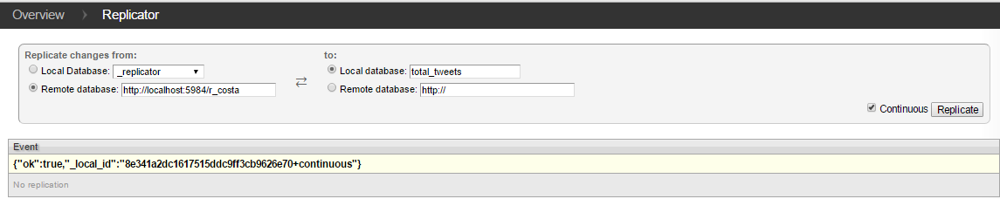 Overview Replicator
Replicate changes from: to:
Local Database: _replicator Local database: total_tweets
Remote database: http://localhost:5984/r_costa Remote database: http://
Continuous Replicate
Event
{"ok":true,"_local_id":"8e341a2dc1617515ddc9ff3cb9626e70+continuous"}
No replication